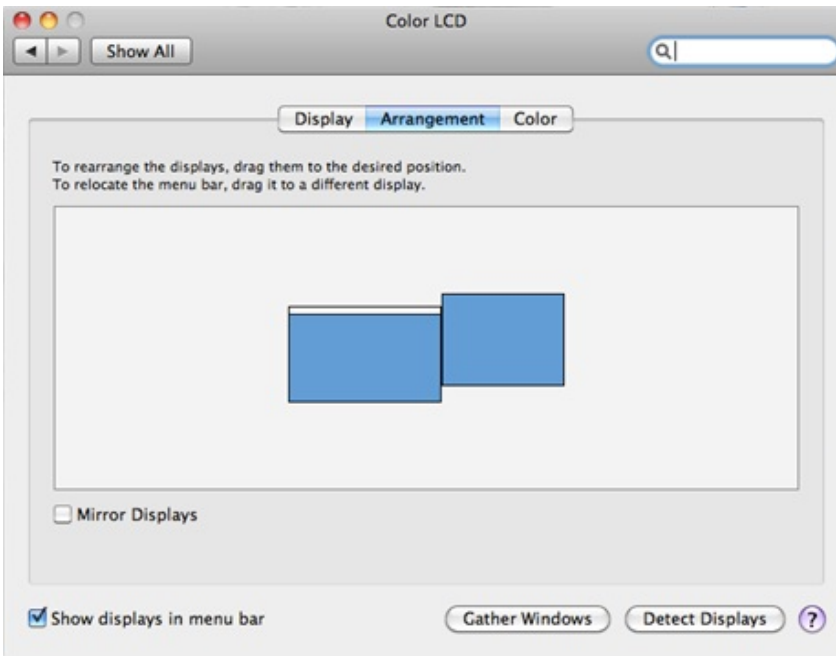 Color LCD
Show All
Display Arrangement Color
To rearrange the displays, drag them to the desired position.
To relocate the menu bar, drag it to a different display.
Mirror Displays
Show displays in menu bar Gather Windows Detect Displays ?